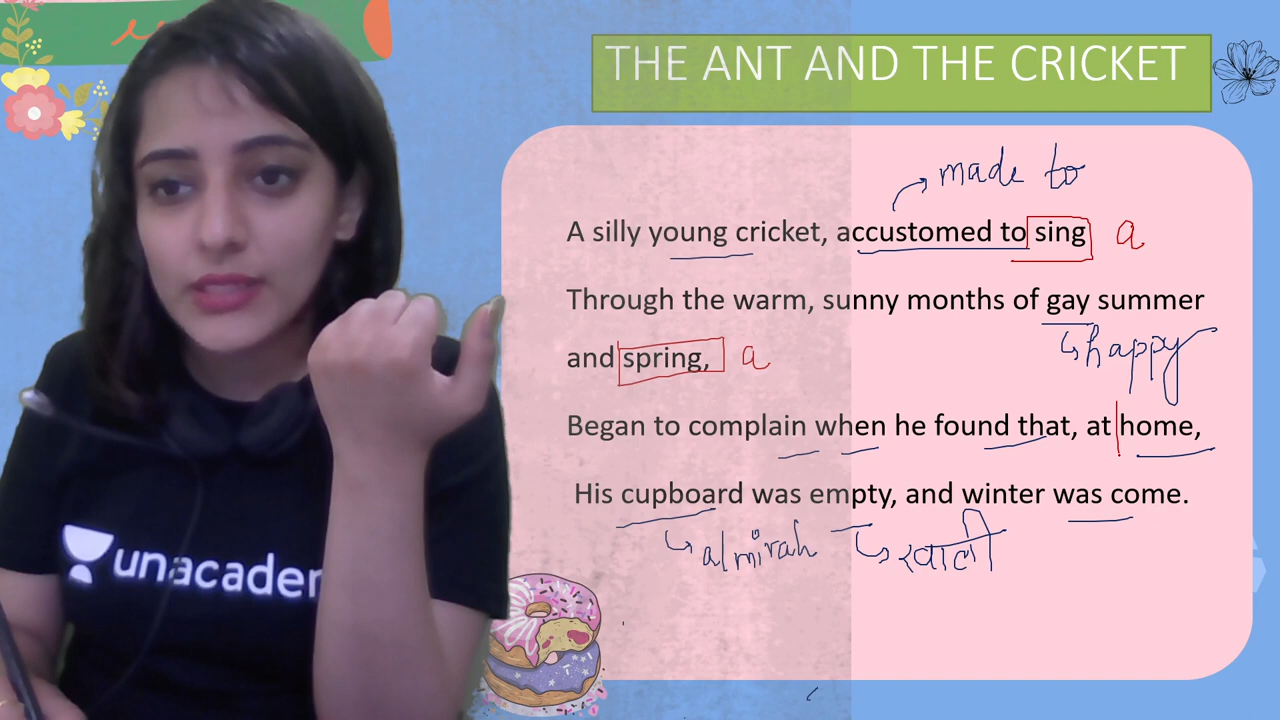 THE ANT AND THE CRICKET
made to
A silly young cricket, accustomed to sing a
Through the warm, sunny months of gay summer
happy
and spring, a
Began to complain when he found that, at home,
His cupboard was empty, and winter was come.
almirah खाली
unacadem